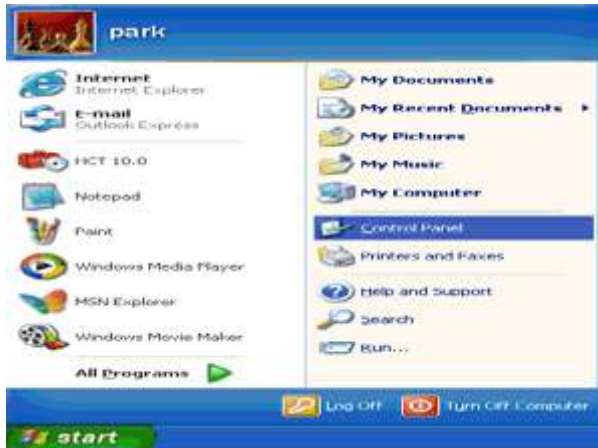 park
Internet
Internet Explorer
E-mail
Outlook Express
HCT 10.0
Notepad
Paint
Windows Media Player
MSN Explorer
Windows Movie Maker
All Programs
My Documents
My Recent Documents
My Pictures
My Music
My Computer
Control Panel
Printers and Faxes
Help and Support
Search
Run...
Log Off
Turn Off Computer
start